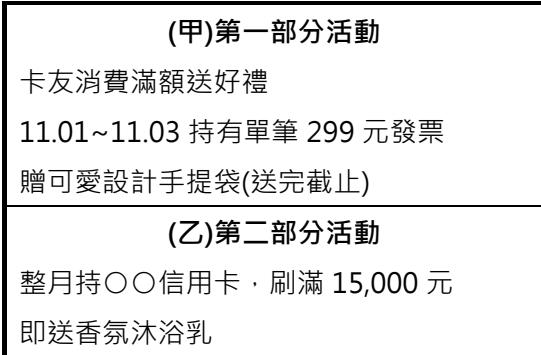 (甲)第一部分活動
卡友消費滿額送好禮
11.01~11.03 持有單筆 299 元發票
贈可愛設計手提袋(送完截止)
(乙)第二部分活動
整月持○○信用卡，刷滿 15,000 元
即送香氛沐浴乳